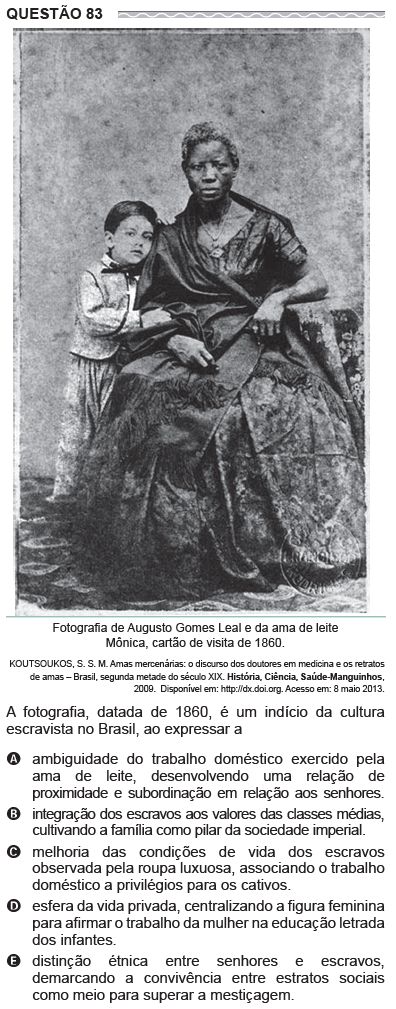 QUESTÃO 83
Fotografia de Augusto Gomes Leal e da ama de leite
Mônica, cartão de visita de 1860.
KOUTSOUKOS, S. S. M. Amas mercenárias: o discurso dos doutores em medicina e os retratos
de amas – Brasil, segunda metade do século XIX. História, Ciência, Saúde-Manguinhos,
2009. Disponível em: http://dx.doi.org. Acesso em: 8 maio 2013.
A fotografia, datada de 1860, é um indício da cultura
escravista no Brasil, ao expressar a
A ambiguidade do trabalho doméstico exercido pela
ama de leite, desenvolvendo uma relação de
proximidade e subordinação em relação aos senhores.
B integração dos escravos aos valores das classes médias,
cultivando a família como pilar da sociedade imperial.
C melhoria das condições de vida dos escravos
observada pela roupa luxuosa, associando o trabalho
doméstico a privilégios para os cativos.
D esfera da vida privada, centralizando a figura feminina
para afirmar o trabalho da mulher na educação letrada
dos infantes.
E distinção étnica entre senhores e escravos,
demarcando a convivência entre estratos sociais
como meio para superar a mestiçagem.